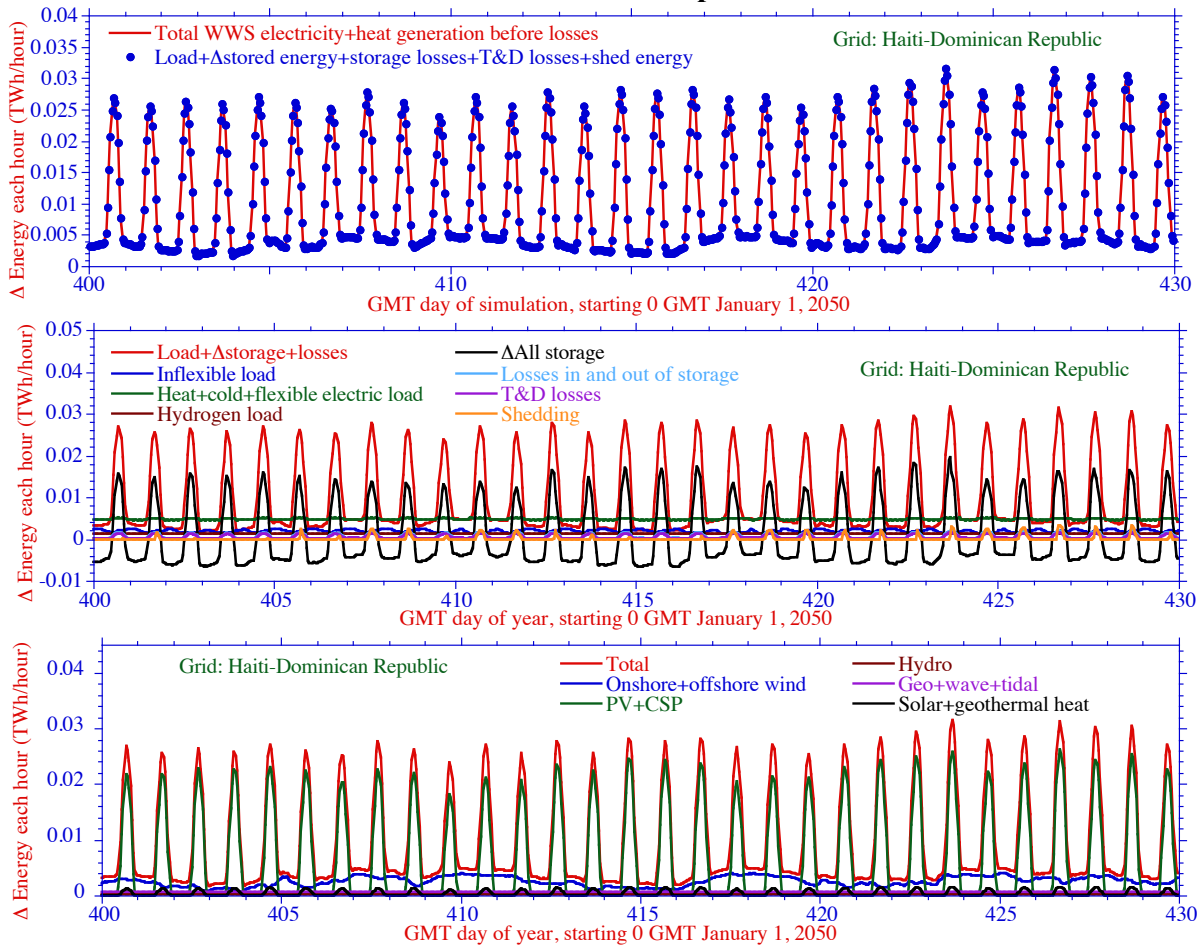 0.04
Total WWS electricity+heat generation before losses
Grid: Haiti-Dominican Republic
0.035
Load+Δstored energy+storage losses+T&D losses+shed energy
0.03
0.025
0.02
0.015
0.01
0.005
0
Δ Energy each hour (TWh/hour)
400 410 420 430
GMT day of simulation, starting 0 GMT January 1, 2050
0.05
Load+Δstorage+losses
ΔAll storage
Grid: Haiti-Dominican Republic
Inflexible load
Losses in and out of storage
0.04
Heat+cold+flexible electric load
T&D losses
Hydrogen load
Shedding
0.03
0.02
0.01
0
-0.01
Δ Energy each hour (TWh/hour)
400 405 410 415 420 425 430
GMT day of year, starting 0 GMT January 1, 2050
Grid: Haiti-Dominican Republic
Total
Hydro
0.04
Onshore+offshore wind
Geo+wave+tidal
PV+CSP
Solar+geothermal heat
0.03
0.02
0.01
0
Δ Energy each hour (TWh/hour)
400 405 410 415 420 425 430
GMT day of year, starting 0 GMT January 1, 2050